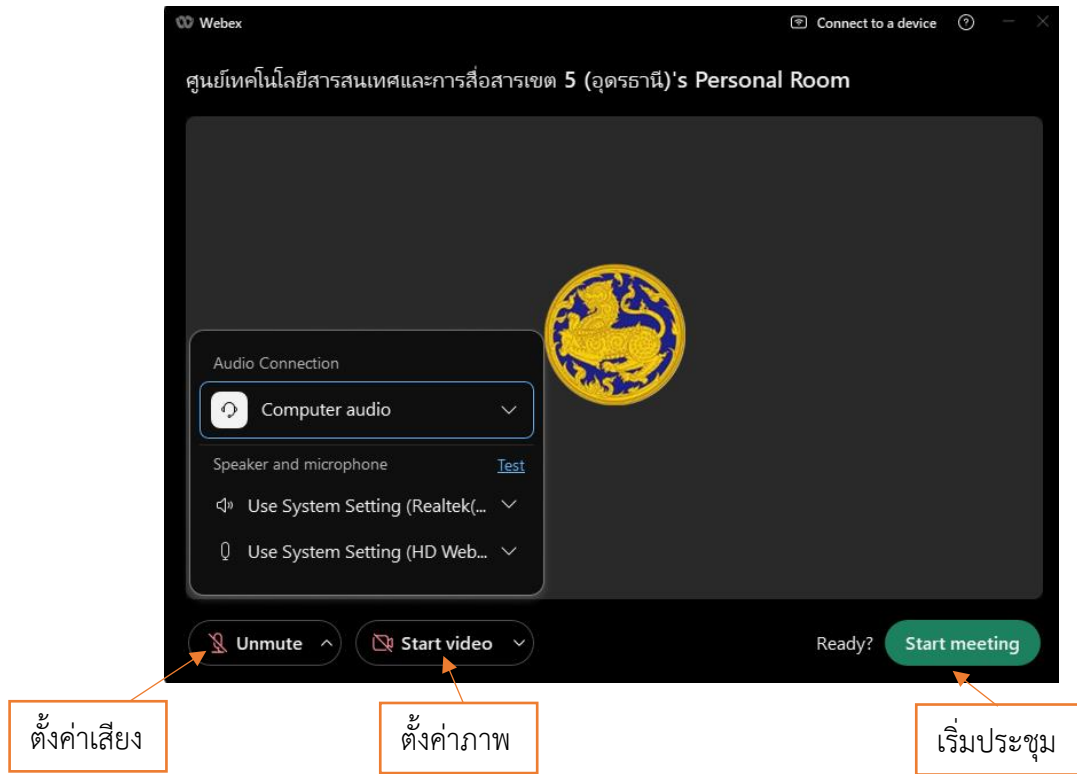 Webex
Connect to a device
ศูนย์เทคโนโลยีสารสนเทศและการสื่อสารเขต 5 (อุดรธานี)'s Personal Room
Audio Connection
Computer audio
Speaker and microphone Test
Use System Setting (Realtek(...
Use System Setting (HD Web...
Unmute
Start video
Ready?
Start meeting
ตั้งค่าเสียง
ตั้งค่าภาพ
เริ่มประชุม